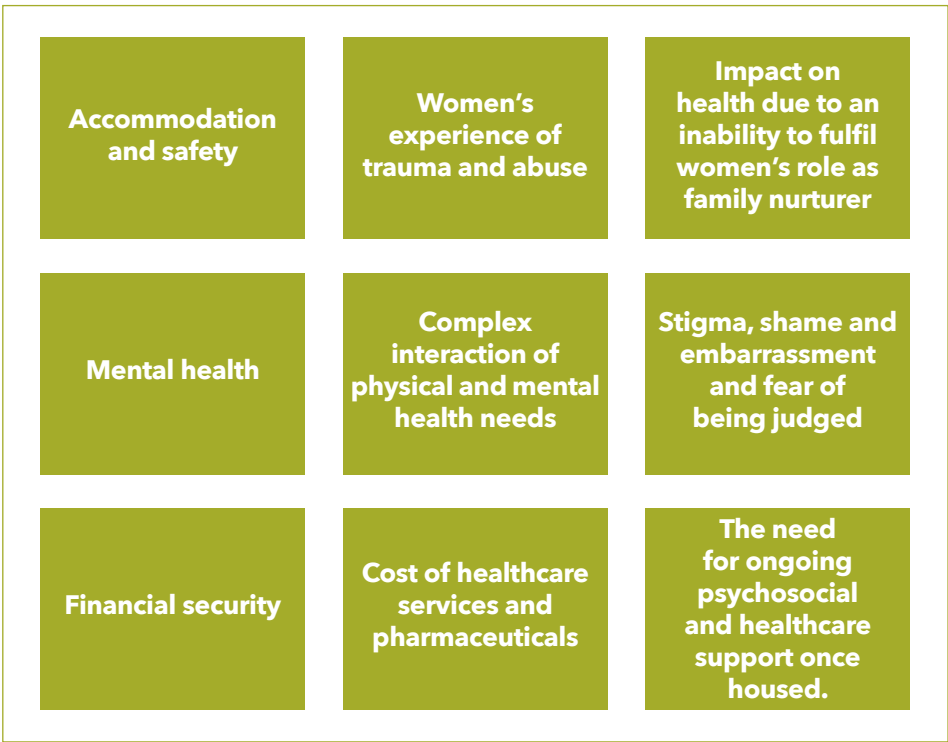 Accommodation
and safety
Women’s
experience of
trauma and abuse
Impact on
health due to an
inability to fulfil
women’s role as
family nurturer
Mental health
Complex
interaction of
physical and mental
health needs
Stigma, shame and
embarrassment
and fear of
being judged
Financial security
Cost of healthcare
services and
pharmaceuticals
The need
for ongoing
psychosocial
and healthcare
support once
housed.